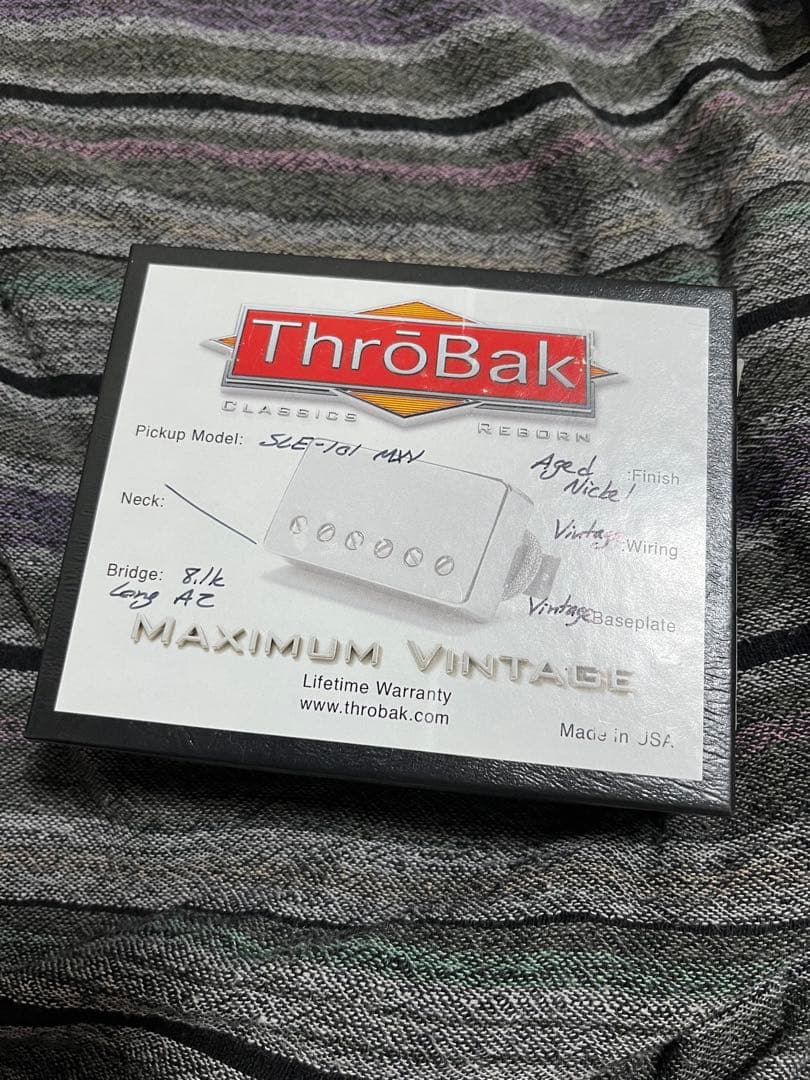 ThrōBak
CLASSICS REBORN
Pickup Model: SLE-101 MXV
Aged Nickel :Finish
Neck:
Vintage :Wiring
Bridge: 8.1k
Long A2
Vintage Baseplate
MAXIMUM VINTAGE
Lifetime Warranty
www.throbak.com
Made in USA